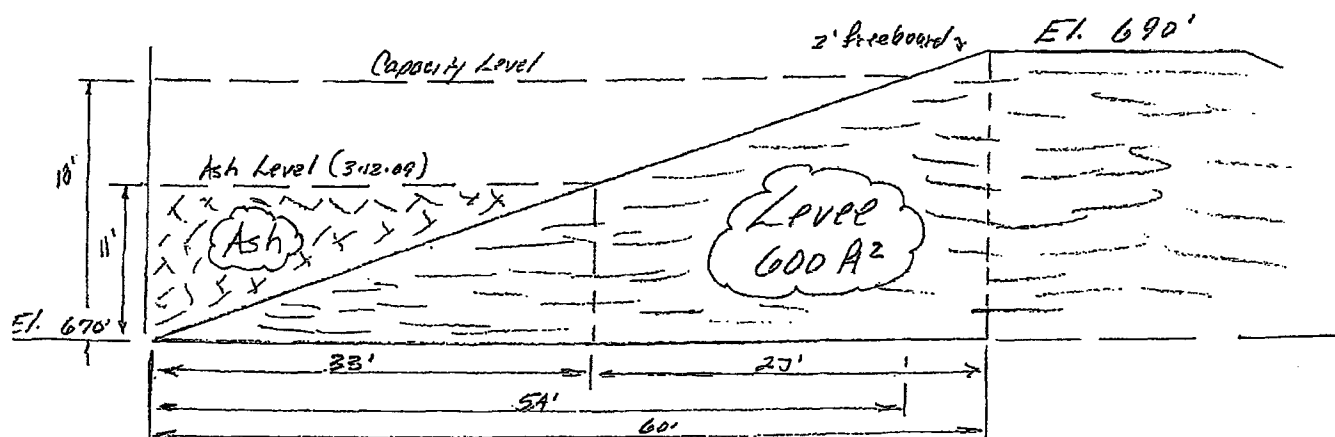 2' freeboard
El. 690'
Capacity Level
18'
Ash Level (3.12.09)
11'
Ash
Levee
600 ft²
El. 670'
33'
27'
54'
60'